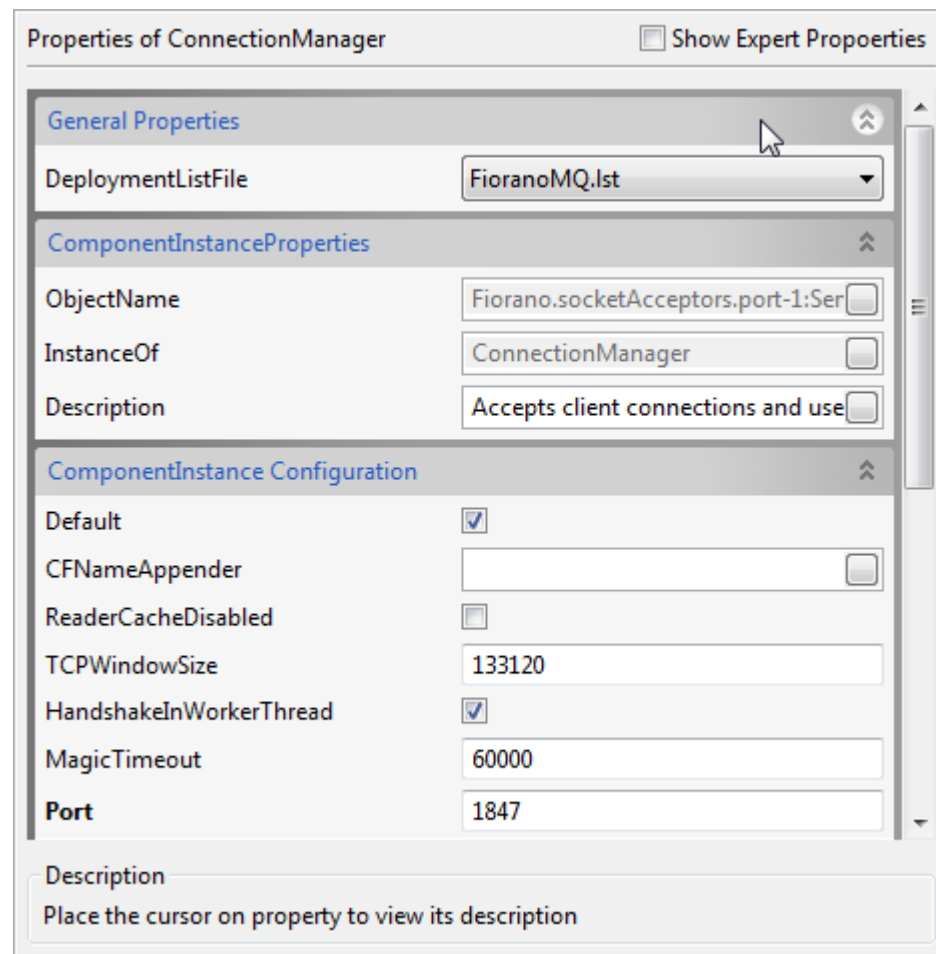 Properties of ConnectionManager Show Expert Propoerties
General Properties
DeploymentListFile FioranoMQ.lst
ComponentInstanceProperties
ObjectName Fiorano.socketAcceptors.port-1:Ser
InstanceOf ConnectionManager
Description Accepts client connections and use
ComponentInstance Configuration
Default
CFNameAppender
ReaderCacheDisabled
TCPWindowSize 133120
HandshakeInWorkerThread
MagicTimeout 60000
Port 1847
Description
Place the cursor on property to view its description